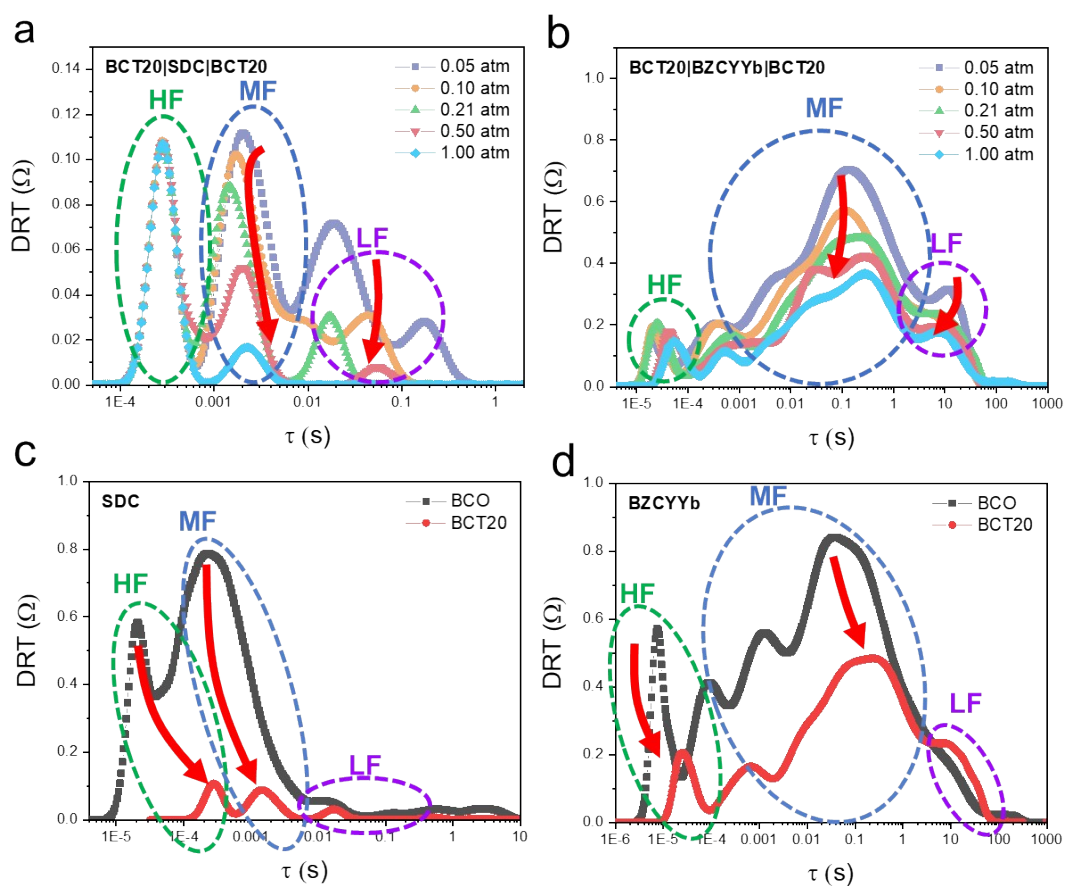 a
BCT20|SDC|BCT20
HF
MF
LF
0.05 atm
0.10 atm
0.21 atm
0.50 atm
1.00 atm
0.14
0.12
0.10
0.08
0.06
0.04
0.02
0.00
DRT (Ω)
1E-4 0.001 0.01 0.1 1
τ (s)
b
BCT20|BZCYYb|BCT20
MF
HF
LF
0.05 atm
0.10 atm
0.21 atm
0.50 atm
1.00 atm
1.0
0.8
0.6
0.4
0.2
0.0
DRT (Ω)
1E-5 1E-4 0.001 0.01 0.1 1 10 100 1000
τ (s)
c
SDC
MF
HF
LF
BCO
BCT20
1.0
0.8
0.6
0.4
0.2
0.0
DRT (Ω)
1E-5 1E-4 0.001 0.01 0.1 1 10
τ (s)
d
BZCYYb
MF
HF
LF
BCO
BCT20
1.0
0.8
0.6
0.4
0.2
0.0
DRT (Ω)
1E-6 1E-5 1E-4 0.001 0.01 0.1 1 10 100 1000
τ (s)